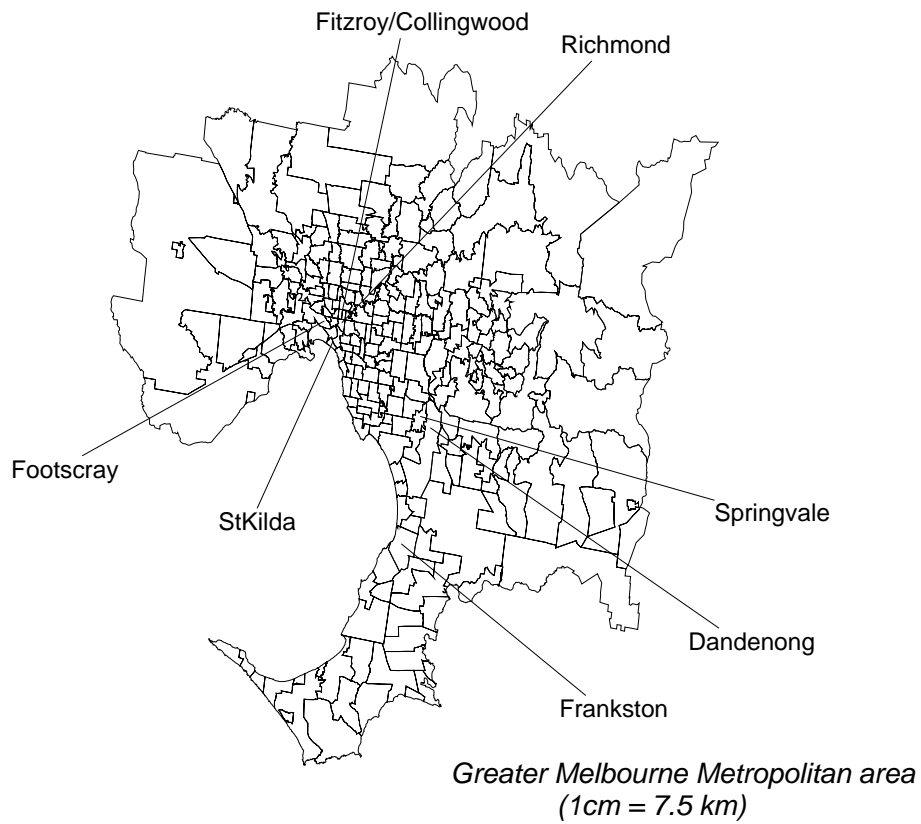 Fitzroy/Collingwood
Richmond
Footscray
StKilda
Springvale
Dandenong
Frankston
Greater Melbourne Metropolitan area
(1cm = 7.5 km)